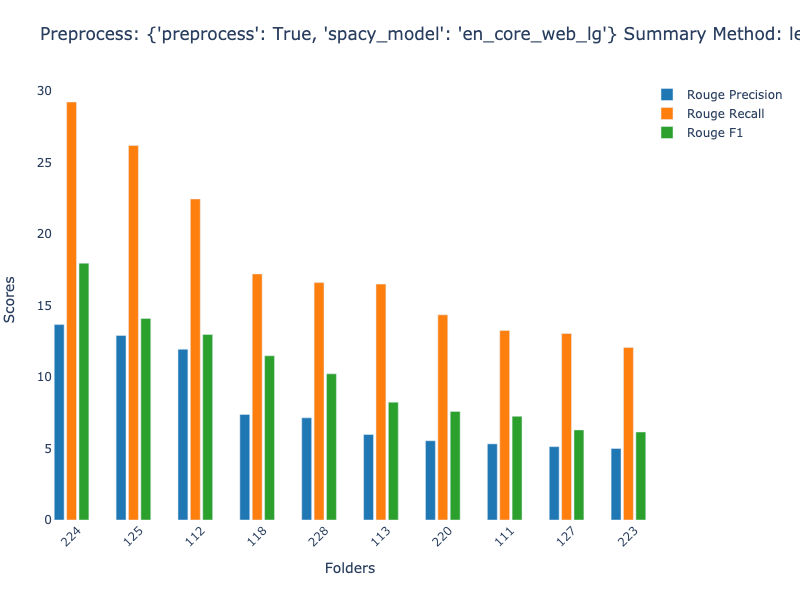 Preprocess: {'preprocess': True, 'spacy_model': 'en_core_web_lg'} Summary Method:
Rouge Precision
Rouge Recall
Rouge F1
Scores
30
25
20
15
10
5
0
224 125 112 118 228 113 220 111 127 223
Folders